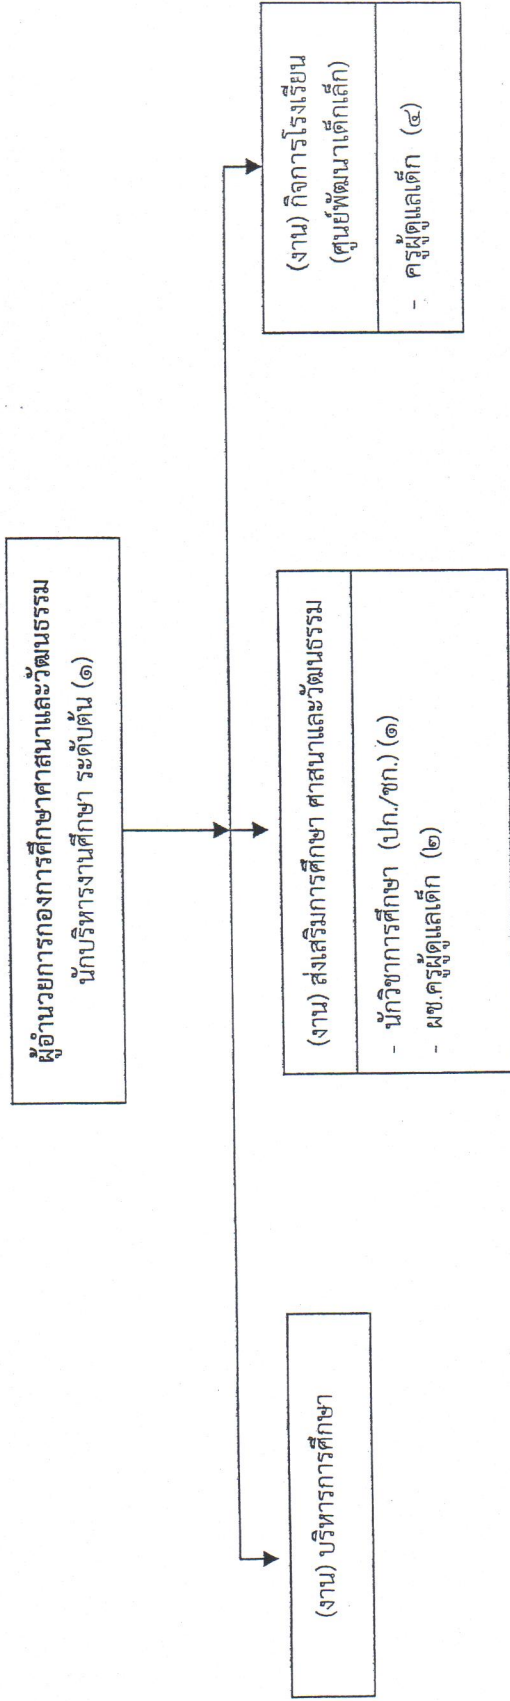 ผู้อำนวยการกองการศึกษาศาสนาและวัฒนธรรม
นักบริหารงานศึกษา ระดับต้น (๑)
(งาน) บริหารการศึกษา
(งาน) ส่งเสริมการศึกษา ศาสนาและวัฒนธรรม
- นักวิชาการศึกษา (ปก./ชก.) (๑)
- ผช.ครูผู้ดูแลเด็ก (๒)
(งาน) กิจการโรงเรียน
(ศูนย์พัฒนาเด็กเล็ก)
- ครูผู้ดูแลเด็ก (๔)